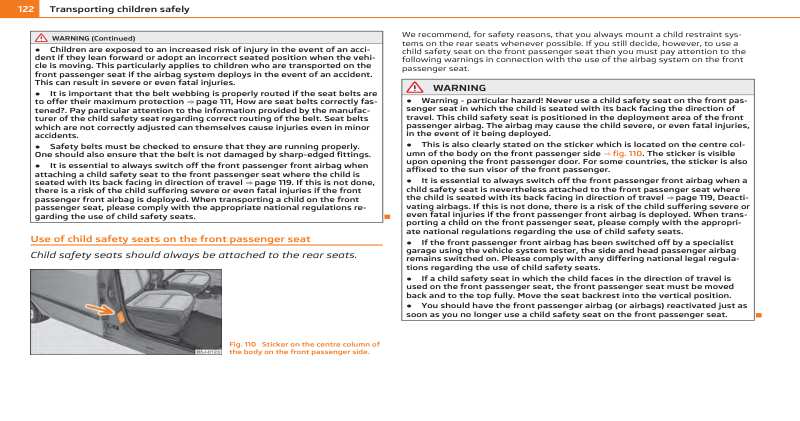 122 Transporting children safely
WARNING (Continued)
● Children are exposed to an increased risk of injury in the event of an acci-
dent if they lean forward or adopt an incorrect seated position when the vehi-
cle is moving. This particularly applies to children who are transported on the
front passenger seat if the airbag system deploys in the event of an accident.
This can result in severe or even fatal injuries.
● It is important that the belt webbing is properly routed if the seat belts are
to offer their maximum protection ⇒ page 111, How are seat belts correctly fas-
tened?. Pay particular attention to the information provided by the manufac-
turer of the child safety seat regarding correct routing of the belt. Seat belts
which are not correctly adjusted can themselves cause injuries even in minor
accidents.
● Safety belts must be checked to ensure that they are running properly.
One should also ensure that the belt is not damaged by sharp-edged fittings.
● It is essential to always switch off the front passenger front airbag when
attaching a child safety seat to the front passenger seat where the child is
seated with its back facing in direction of travel ⇒ page 119. If this is not done,
there is a risk of the child suffering severe or even fatal injuries if the front
passenger front airbag is deployed. When transporting a child on the front
passenger seat, please comply with the appropriate national regulations re-
garding the use of child safety seats.
Use of child safety seats on the front passenger seat
Child safety seats should always be attached to the rear seats.
Fig. 110 Sticker on the centre column of
the body on the front passenger side.
We recommend, for safety reasons, that you always mount a child restraint sys-
tems on the rear seats whenever possible. If you still decide, however, to use a
child safety seat on the front passenger seat then you must pay attention to the
following warnings in connection with the use of the airbag system on the front
passenger seat.
WARNING
● Warning - particular hazard! Never use a child safety seat on the front pas-
senger seat in which the child is seated with its back facing the direction of
travel. This child safety seat is positioned in the deployment area of the front
passenger airbag. The airbag may cause the child severe, or even fatal injuries,
in the event of it being deployed.
● This is also clearly stated on the sticker which is located on the centre col-
umn of the body on the front passenger side ⇒ fig. 110. The sticker is visible
upon opening the front passenger door. For some countries, the sticker is also
affixed to the sun visor of the front passenger.
● It is essential to always switch off the front passenger front airbag when a
child safety seat is nevertheless attached to the front passenger seat where
the child is seated with its back facing in direction of travel ⇒ page 119, Deacti-
vating airbags. If this is not done, there is a risk of the child suffering severe or
even fatal injuries if the front passenger front airbag is deployed. When trans-
porting a child on the front passenger seat, please comply with the appropri-
ate national regulations regarding the use of child safety seats.
● If the front passenger front airbag has been switched off by a specialist
garage using the vehicle system tester, the side and head passenger airbag
remains switched on. Please comply with any differing national legal regula-
tions regarding the use of child safety seats.
● If a child safety seat in which the child faces in the direction of travel is
used on the front passenger seat, the front passenger seat must be moved
back and to the top fully. Move the seat backrest into the vertical position.
● You should have the front passenger airbag (or airbags) reactivated just as
soon as you no longer use a child safety seat on the front passenger seat.